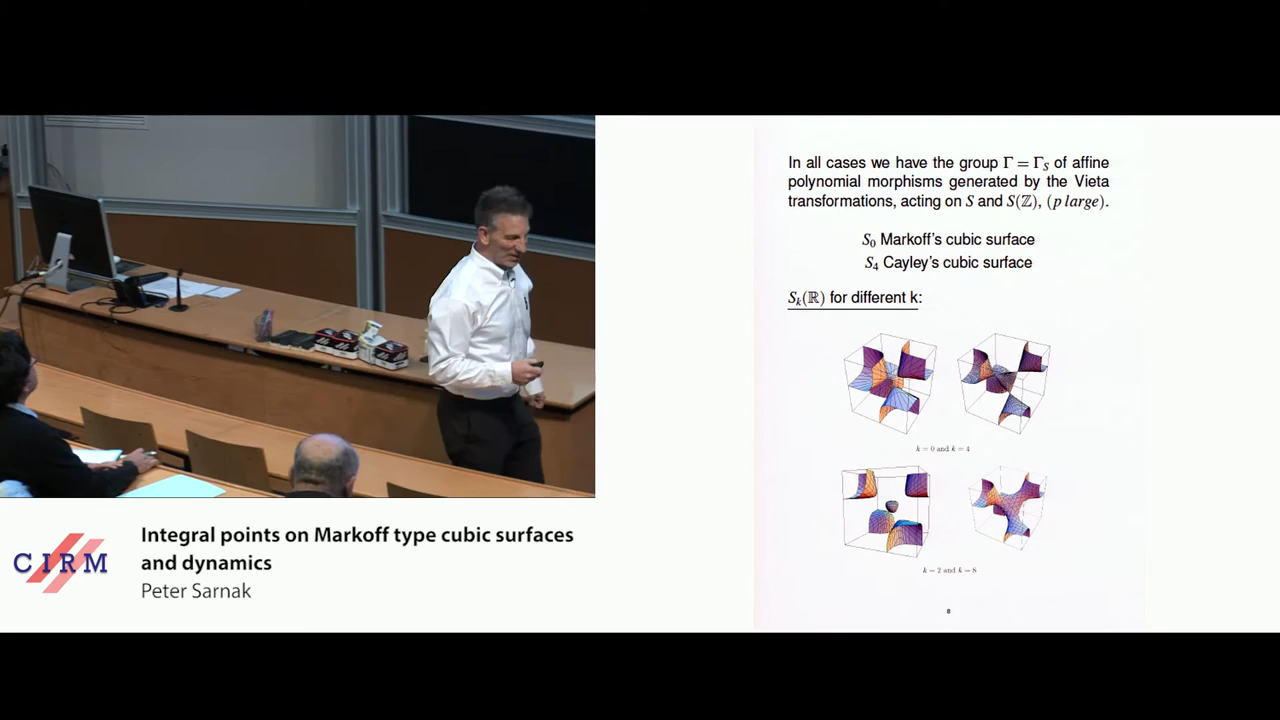 In all cases we have the group Γ = Γ_S of affine
polynomial morphisms generated by the Vieta
transformations, acting on S and S(ℤ), (p large).
S₀ Markoff's cubic surface
S₄ Cayley's cubic surface
S_k(ℝ) for different k:
k = 0 and k = 4
k = 2 and k = 8
8
CIRM
Integral points on Markoff type cubic surfaces
and dynamics
Peter Sarnak